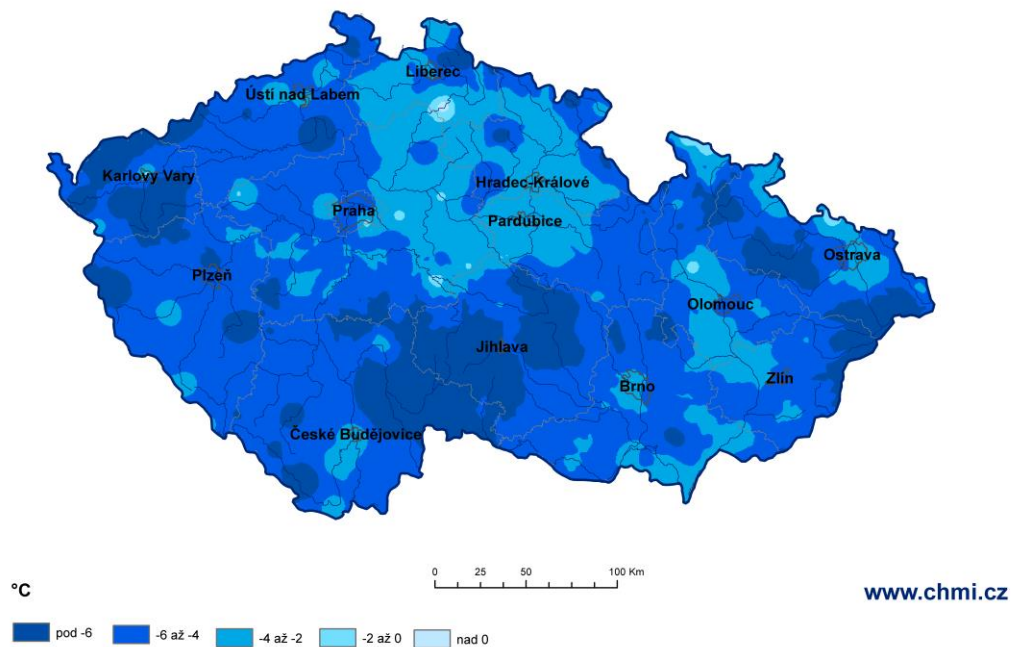 Liberec
Ústí nad Labem
Karlovy Vary
Hradec-Králové
Praha
Pardubice
Plzeň
Ostrava
Olomouc
Jihlava
Brno
Zlín
České Budějovice
0 25 50 100 Km
°C
www.chmi.cz
pod -6 -6 až -4 -4 až -2 -2 až 0 nad 0